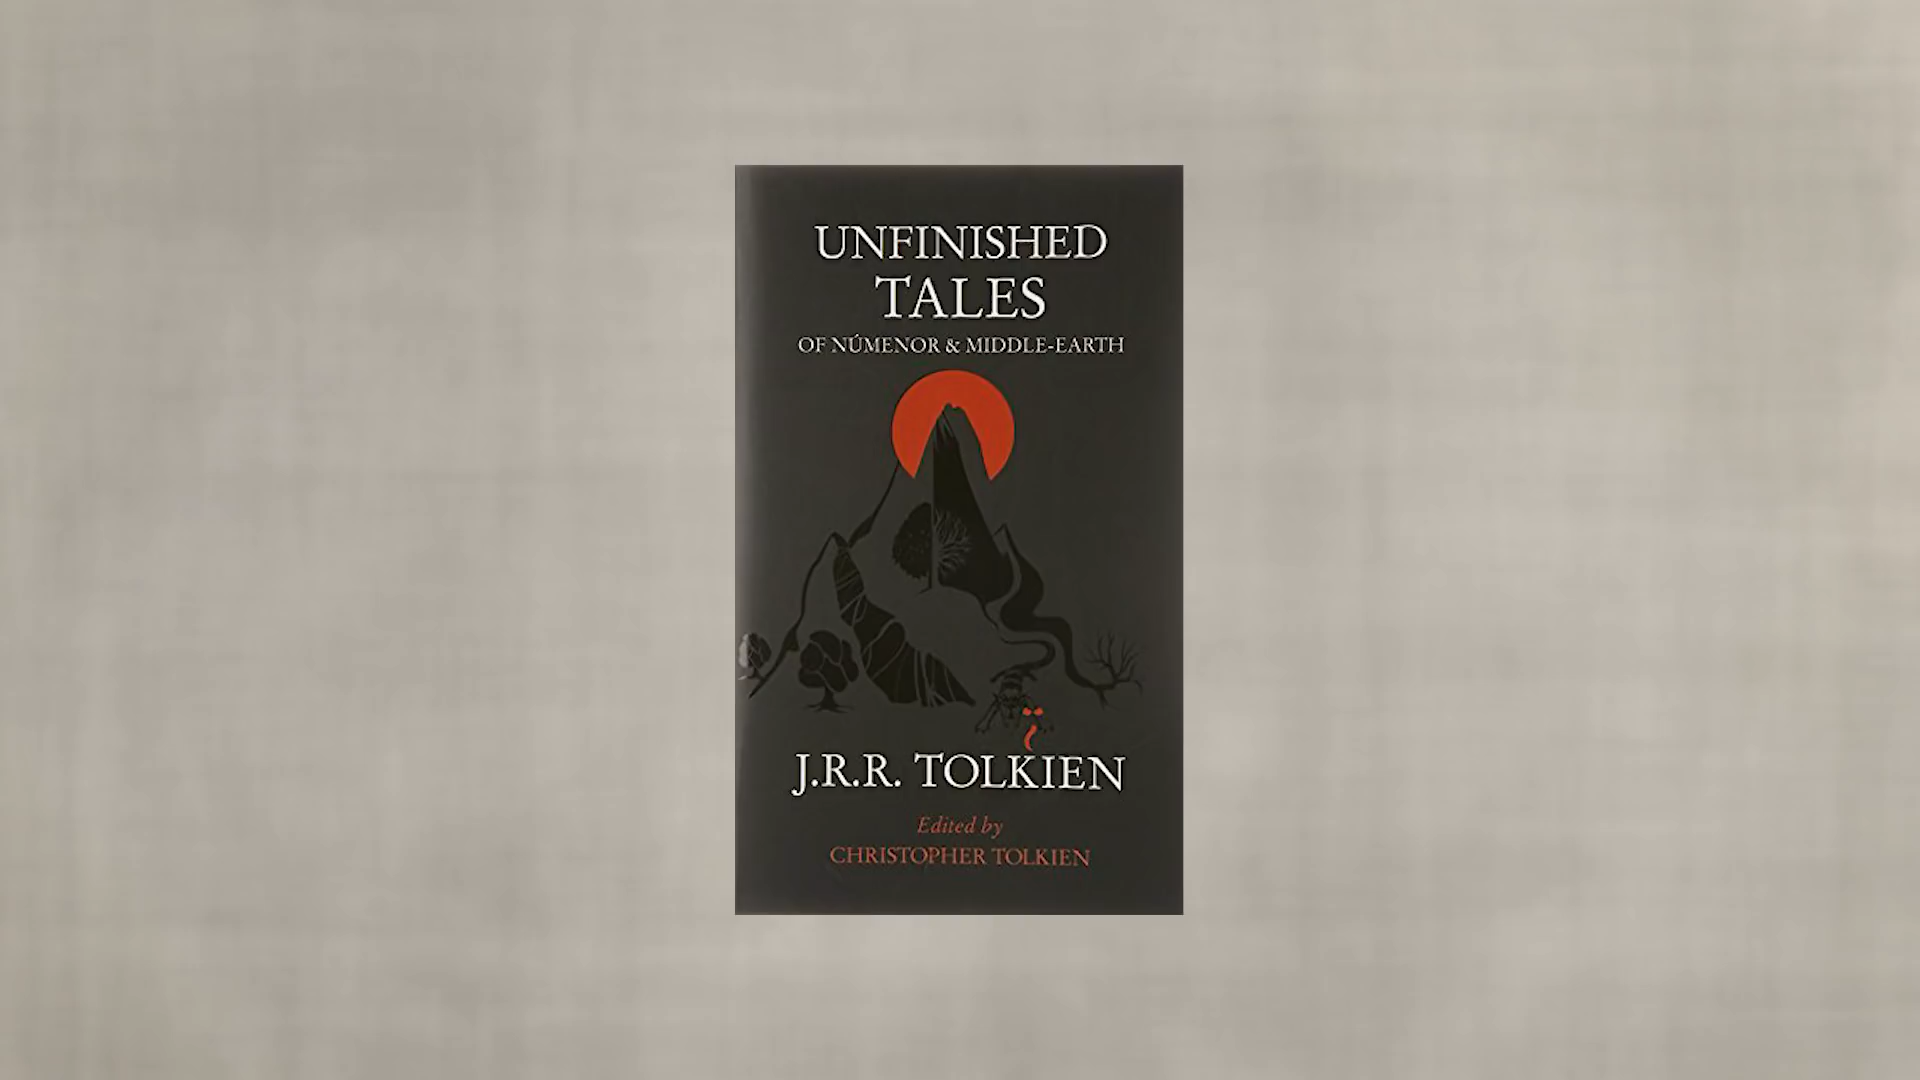 UNFINISHED
TALES
OF NÚMENOR & MIDDLE-EARTH
J.R.R. TOLKIEN
Edited by
CHRISTOPHER TOLKIEN